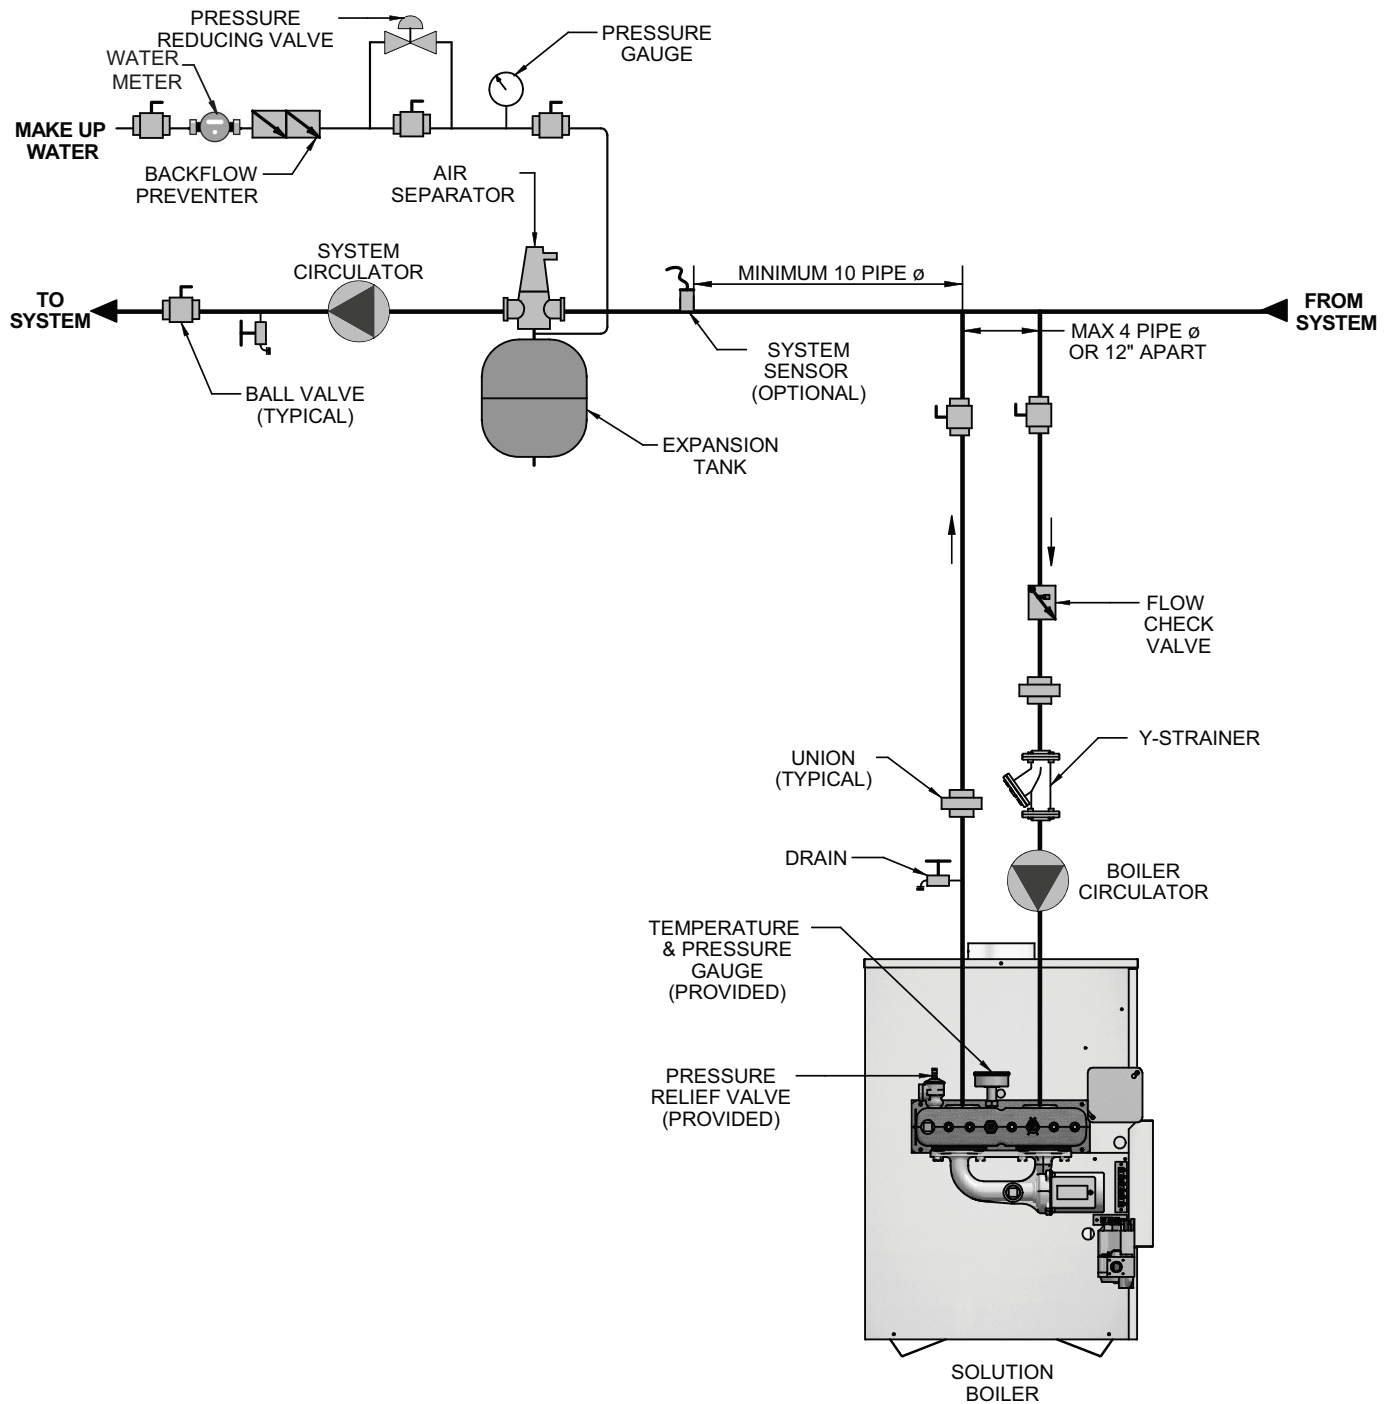 PRESSURE
REDUCING VALVE
PRESSURE
GAUGE
WATER
METER
MAKE UP
WATER
BACKFLOW
PREVENTER
AIR
SEPARATOR
SYSTEM
CIRCULATOR
MINIMUM 10 PIPE ø
TO
SYSTEM
FROM
SYSTEM
MAX 4 PIPE ø
OR 12" APART
SYSTEM
SENSOR
(OPTIONAL)
BALL VALVE
(TYPICAL)
EXPANSION
TANK
FLOW
CHECK
VALVE
Y-STRAINER
UNION
(TYPICAL)
DRAIN
BOILER
CIRCULATOR
TEMPERATURE
& PRESSURE
GAUGE
(PROVIDED)
PRESSURE
RELIEF VALVE
(PROVIDED)
SOLUTION
BOILER